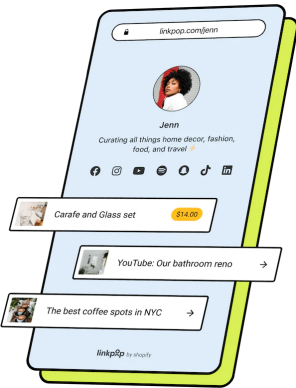 linkpop.com/jenn
Jenn
Curating all things home decor, fashion,
food, and travel
Carafe and Glass set
$14.00
YouTube: Our bathroom reno
The best coffee spots in NYC
linkpop by shopify